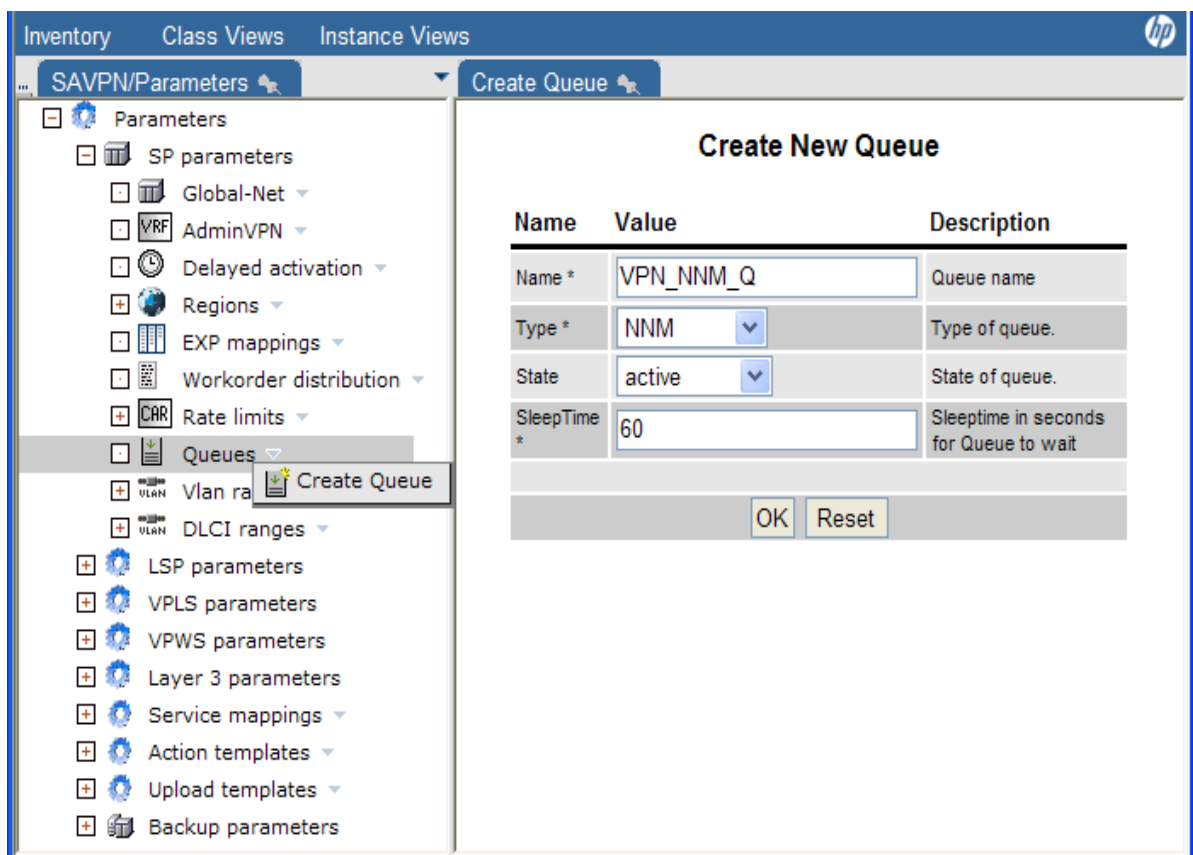 Inventory Class Views Instance Views hp
... SAVPN/Parameters Create Queue
Parameters
SP parameters
Global-Net
VRF AdminVPN
Delayed activation
Regions
EXP mappings
Workorder distribution
CAR Rate limits
Queues
Create Queue
VLAN Vlan ra
VLAN DLCI ranges
LSP parameters
VPLS parameters
VPWS parameters
Layer 3 parameters
Service mappings
Action templates
Upload templates
Backup parameters
Create New Queue
Name Value Description
Name * VPN_NNM_Q Queue name
Type * NNM Type of queue.
State active State of queue.
SleepTime 60 Sleeptime in seconds
* for Queue to wait
OK Reset